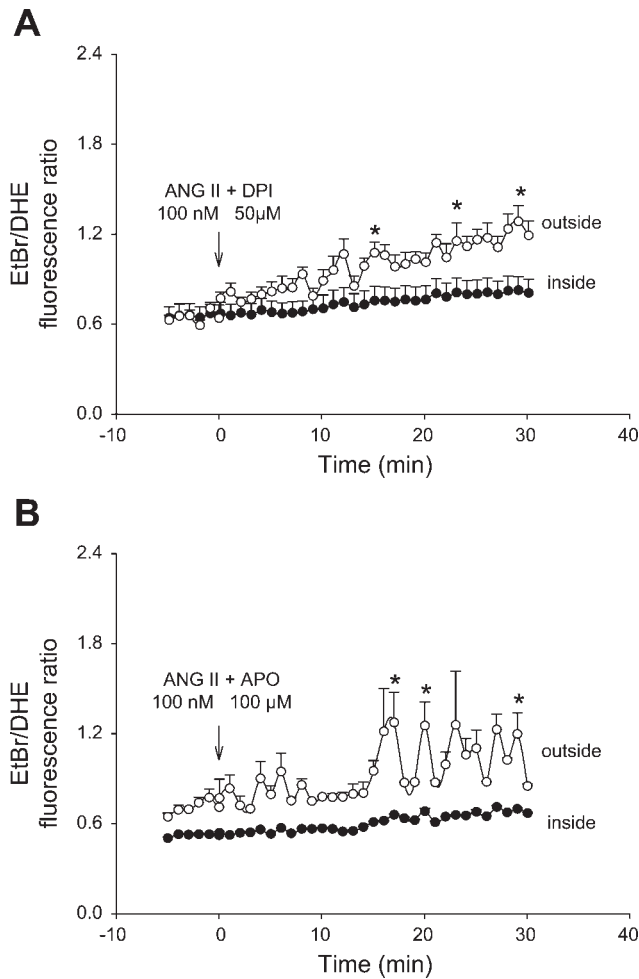 A
2.4
1.8
1.2
0.6
0.0
EtBr/DHE
fluorescence ratio
ANG II + DPI
100 nM 50µM
*
*
*
outside
inside
-10
0
10
20
30
40
Time (min)
B
2.4
1.8
1.2
0.6
0.0
EtBr/DHE
fluorescence ratio
ANG II + APO
100 nM 100 µM
*
*
*
outside
inside
-10
0
10
20
30
40
Time (min)